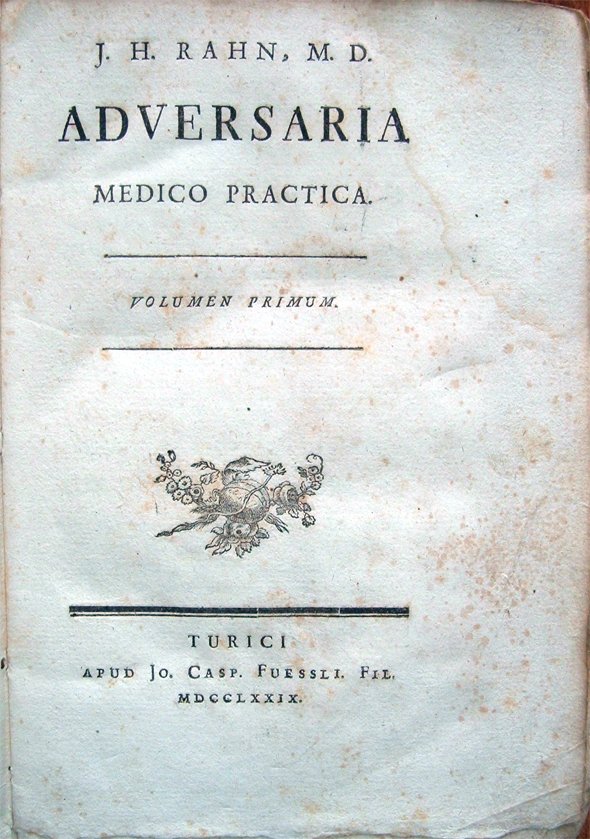 J. H. RAHN, M. D.
ADVERSARIA
MEDICO PRACTICA.
VOLUMEN PRIMUM.
TURICI
APUD JO. CASP. FUESSLI. FIL.
MDCCLXXIX.